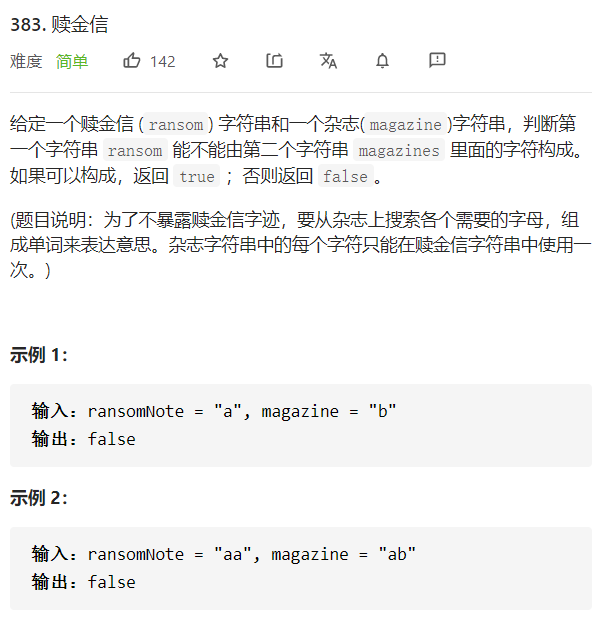 383. 赎金信
难度 简单 142
给定一个赎金信 ( ransom ) 字符串和一个杂志( magazine )字符串，判断第
一个字符串 ransom 能不能由第二个字符串 magazines 里面的字符构成。
如果可以构成，返回 true ；否则返回 false 。
(题目说明：为了不暴露赎金信字迹，要从杂志上搜索各个需要的字母，组
成单词来表达意思。杂志字符串中的每个字符只能在赎金信字符串中使用一
次。)
示例 1：
输入：ransomNote = "a", magazine = "b"
输出：false
示例 2：
输入：ransomNote = "aa", magazine = "ab"
输出：false